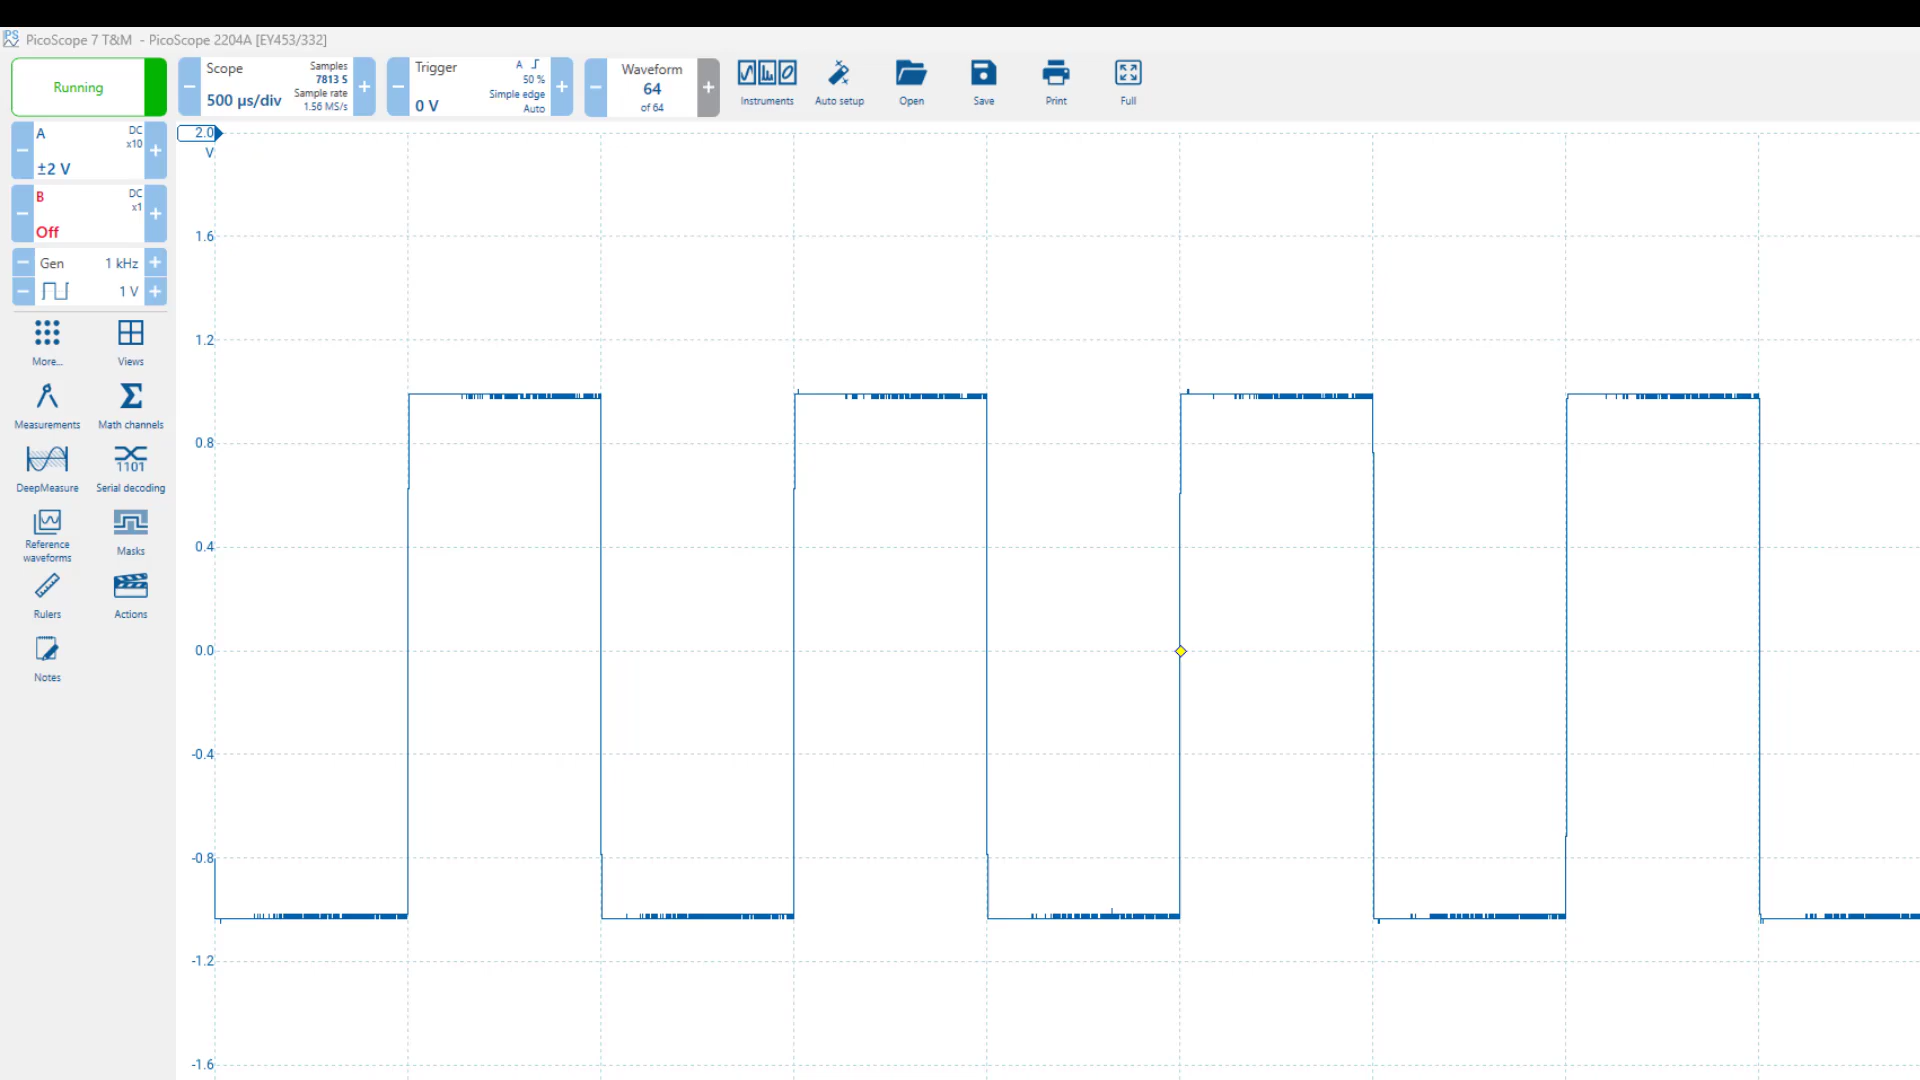 PicoScope 7 T&M - PicoScope 2204A [EY453/332]
Running
Scope
500 µs/div
Samples
7813 S
Sample rate
1.56 MS/s
Trigger
0 V
A
50 %
Simple edge
Auto
Waveform
64
of 64
Instruments
Auto setup
Open
Save
Print
Full
A
DC
x10
±2 V
B
DC
x1
Off
Gen 1 kHz
1 V
More...
Views
Measurements
Math channels
DeepMeasure
1101
Serial decoding
Reference
waveforms
Masks
Rulers
Actions
Notes
2.0
V
1.6
1.2
0.8
0.4
0.0
-0.4
-0.8
-1.2
-1.6